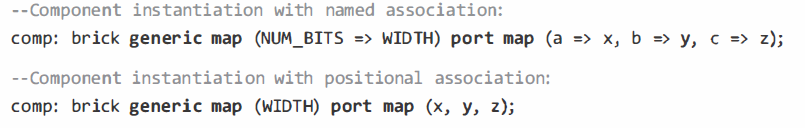 --Component instantiation with named association:
comp: brick generic map (NUM_BITS => WIDTH) port map (a => x, b => y, c => z);
--Component instantiation with positional association:
comp: brick generic map (WIDTH) port map (x, y, z);